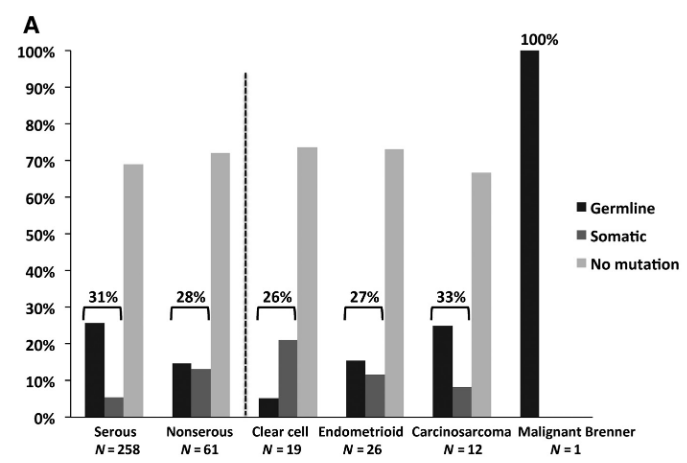 A
100%
90%
80%
70%
60%
50%
40%
30%
20%
10%
0%
31%
28%
26%
27%
33%
100%
Germline
Somatic
No mutation
Serous
N = 258
Nonserous
N = 61
Clear cell
N = 19
Endometrioid
N = 26
Carcinosarcoma
N = 12
Malignant Brenner
N = 1